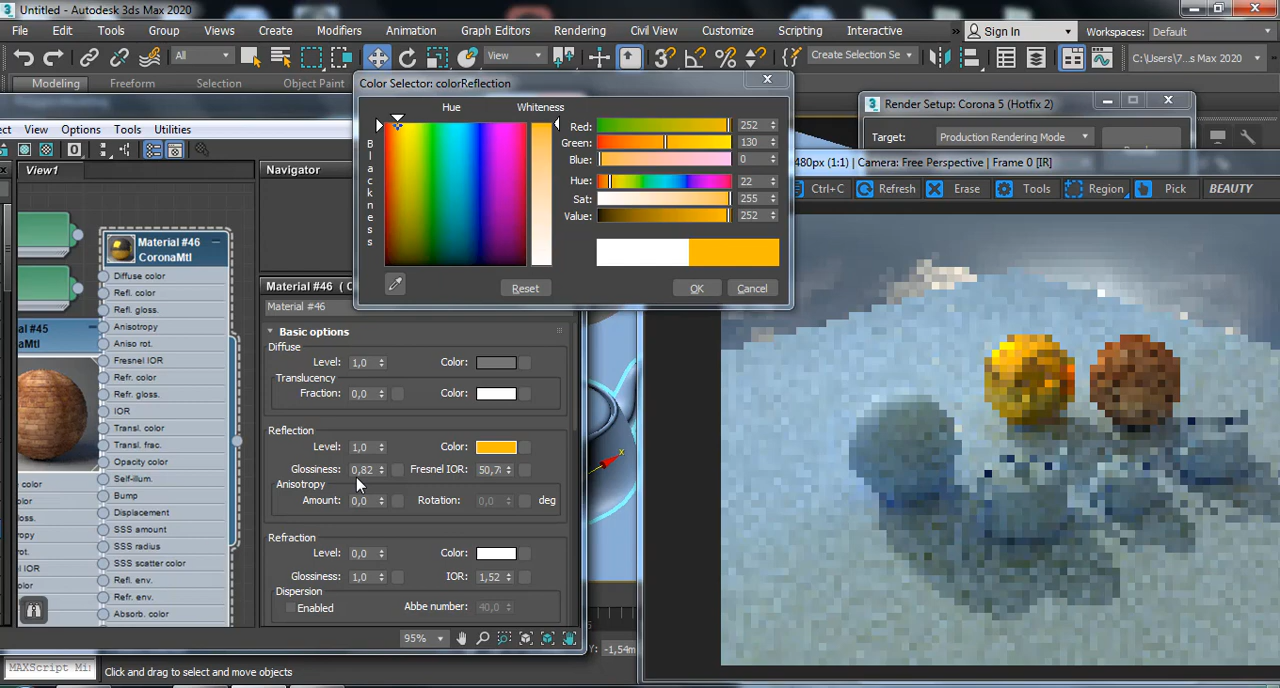 Untitled - Autodesk 3ds Max 2020
File Edit Tools Group Views Create Modifiers Animation Graph Editors Rendering Civil View Customize Scripting Interactive » Sign In Workspaces: Default
All View Create Selection Se C:\Users\7...s Max 2020
Modeling Freeform Selection Object Paint
Color Selector: colorReflection
Hue Whiteness
Blackness
Red: 252
Green: 130
Blue: 0
Hue: 22
Sat: 255
Value: 252
Reset OK Cancel
Render Setup: Corona 5 (Hotfix 2)
Target: Production Rendering Mode
480px (1:1) | Camera: Free Perspective | Frame 0 [IR]
Ctrl+C Refresh Erase Tools Region Pick BEAUTY
ct View Options Tools Utilities
View1
Navigator
Material #46
CoronaMtl
Diffuse color
Refl. color
Refl. gloss.
Anisotropy
Aniso rot.
Fresnel IOR
Refr. color
Refr. gloss.
IOR
Transl. color
Transl. frac.
Opacity color
Self-illum.
Bump
Displacement
SSS amount
SSS radius
SSS scatter color
Refl. env.
Refr. env.
Absorb. color
al #45
aMtl
Material #46 ( C
Material #46
Basic options
Diffuse
Level: 1,0 Color:
Translucency
Fraction: 0,0 Color:
Reflection
Level: 1,0 Color:
Glossiness: 0,82 Fresnel IOR:
Anisotropy
Amount: 0,0 Rotation: 0,0 deg
Refraction
Level: 0,0 Color:
Glossiness: 1,0 IOR: 1,52
Dispersion
Enabled Abbe number: 40,0
95%
x
Y: -1,54m
MAXScript Mi
Click and drag to select and move objects